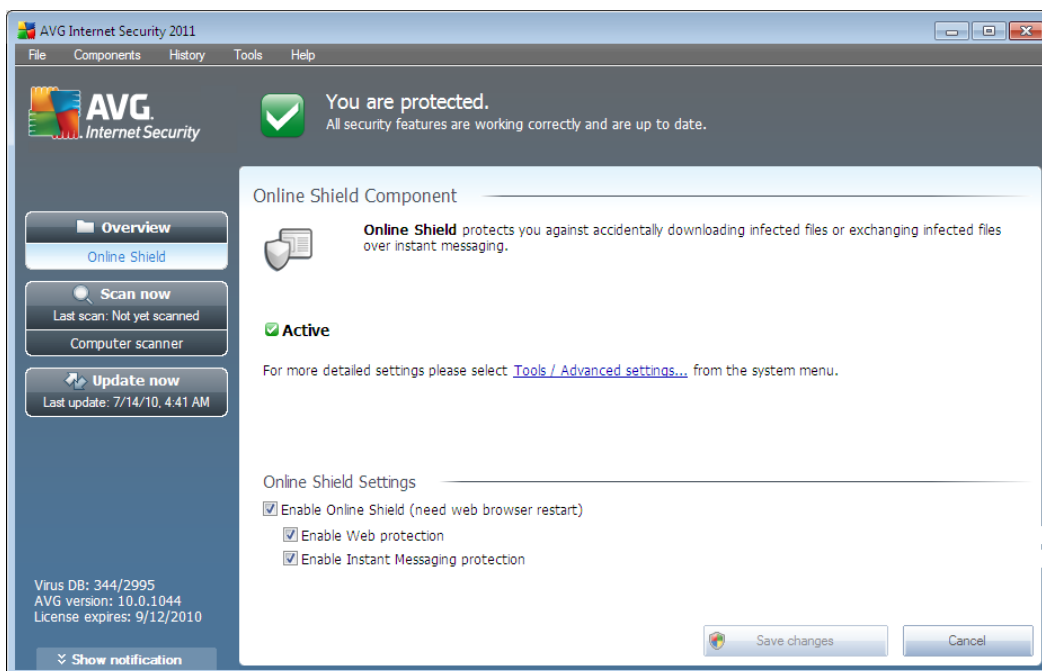 AVG Internet Security 2011
File Components History Tools Help
AVG.
Internet Security
You are protected.
All security features are working correctly and are up to date.
Overview
Online Shield
Scan now
Last scan: Not yet scanned
Computer scanner
Update now
Last update: 7/14/10, 4:41 AM
Virus DB: 344/2995
AVG version: 10.0.1044
License expires: 9/12/2010
Show notification
Online Shield Component
Online Shield protects you against accidentally downloading infected files or exchanging infected files
over instant messaging.
Active
For more detailed settings please select Tools / Advanced settings... from the system menu.
Online Shield Settings
Enable Online Shield (need web browser restart)
Enable Web protection
Enable Instant Messaging protection
Save changes
Cancel